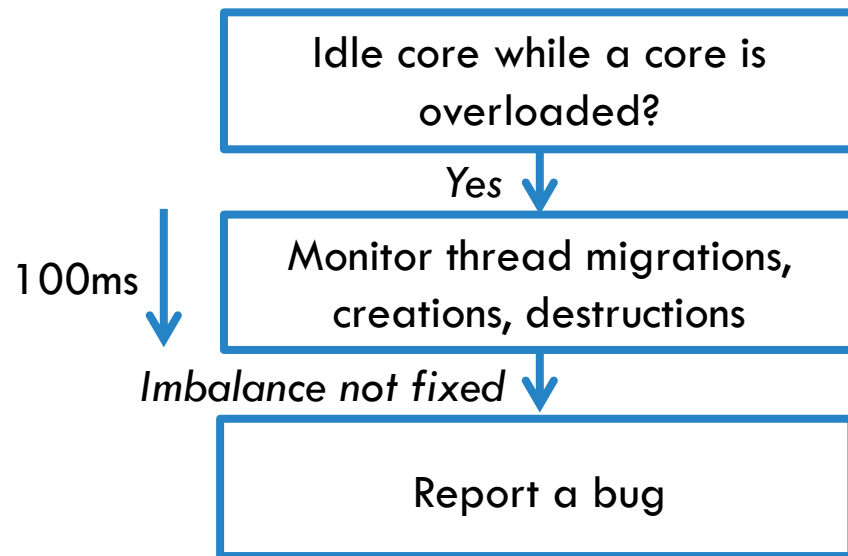 Idle core while a core is
overloaded?
Yes
100ms
Monitor thread migrations,
creations, destructions
Imbalance not fixed
Report a bug